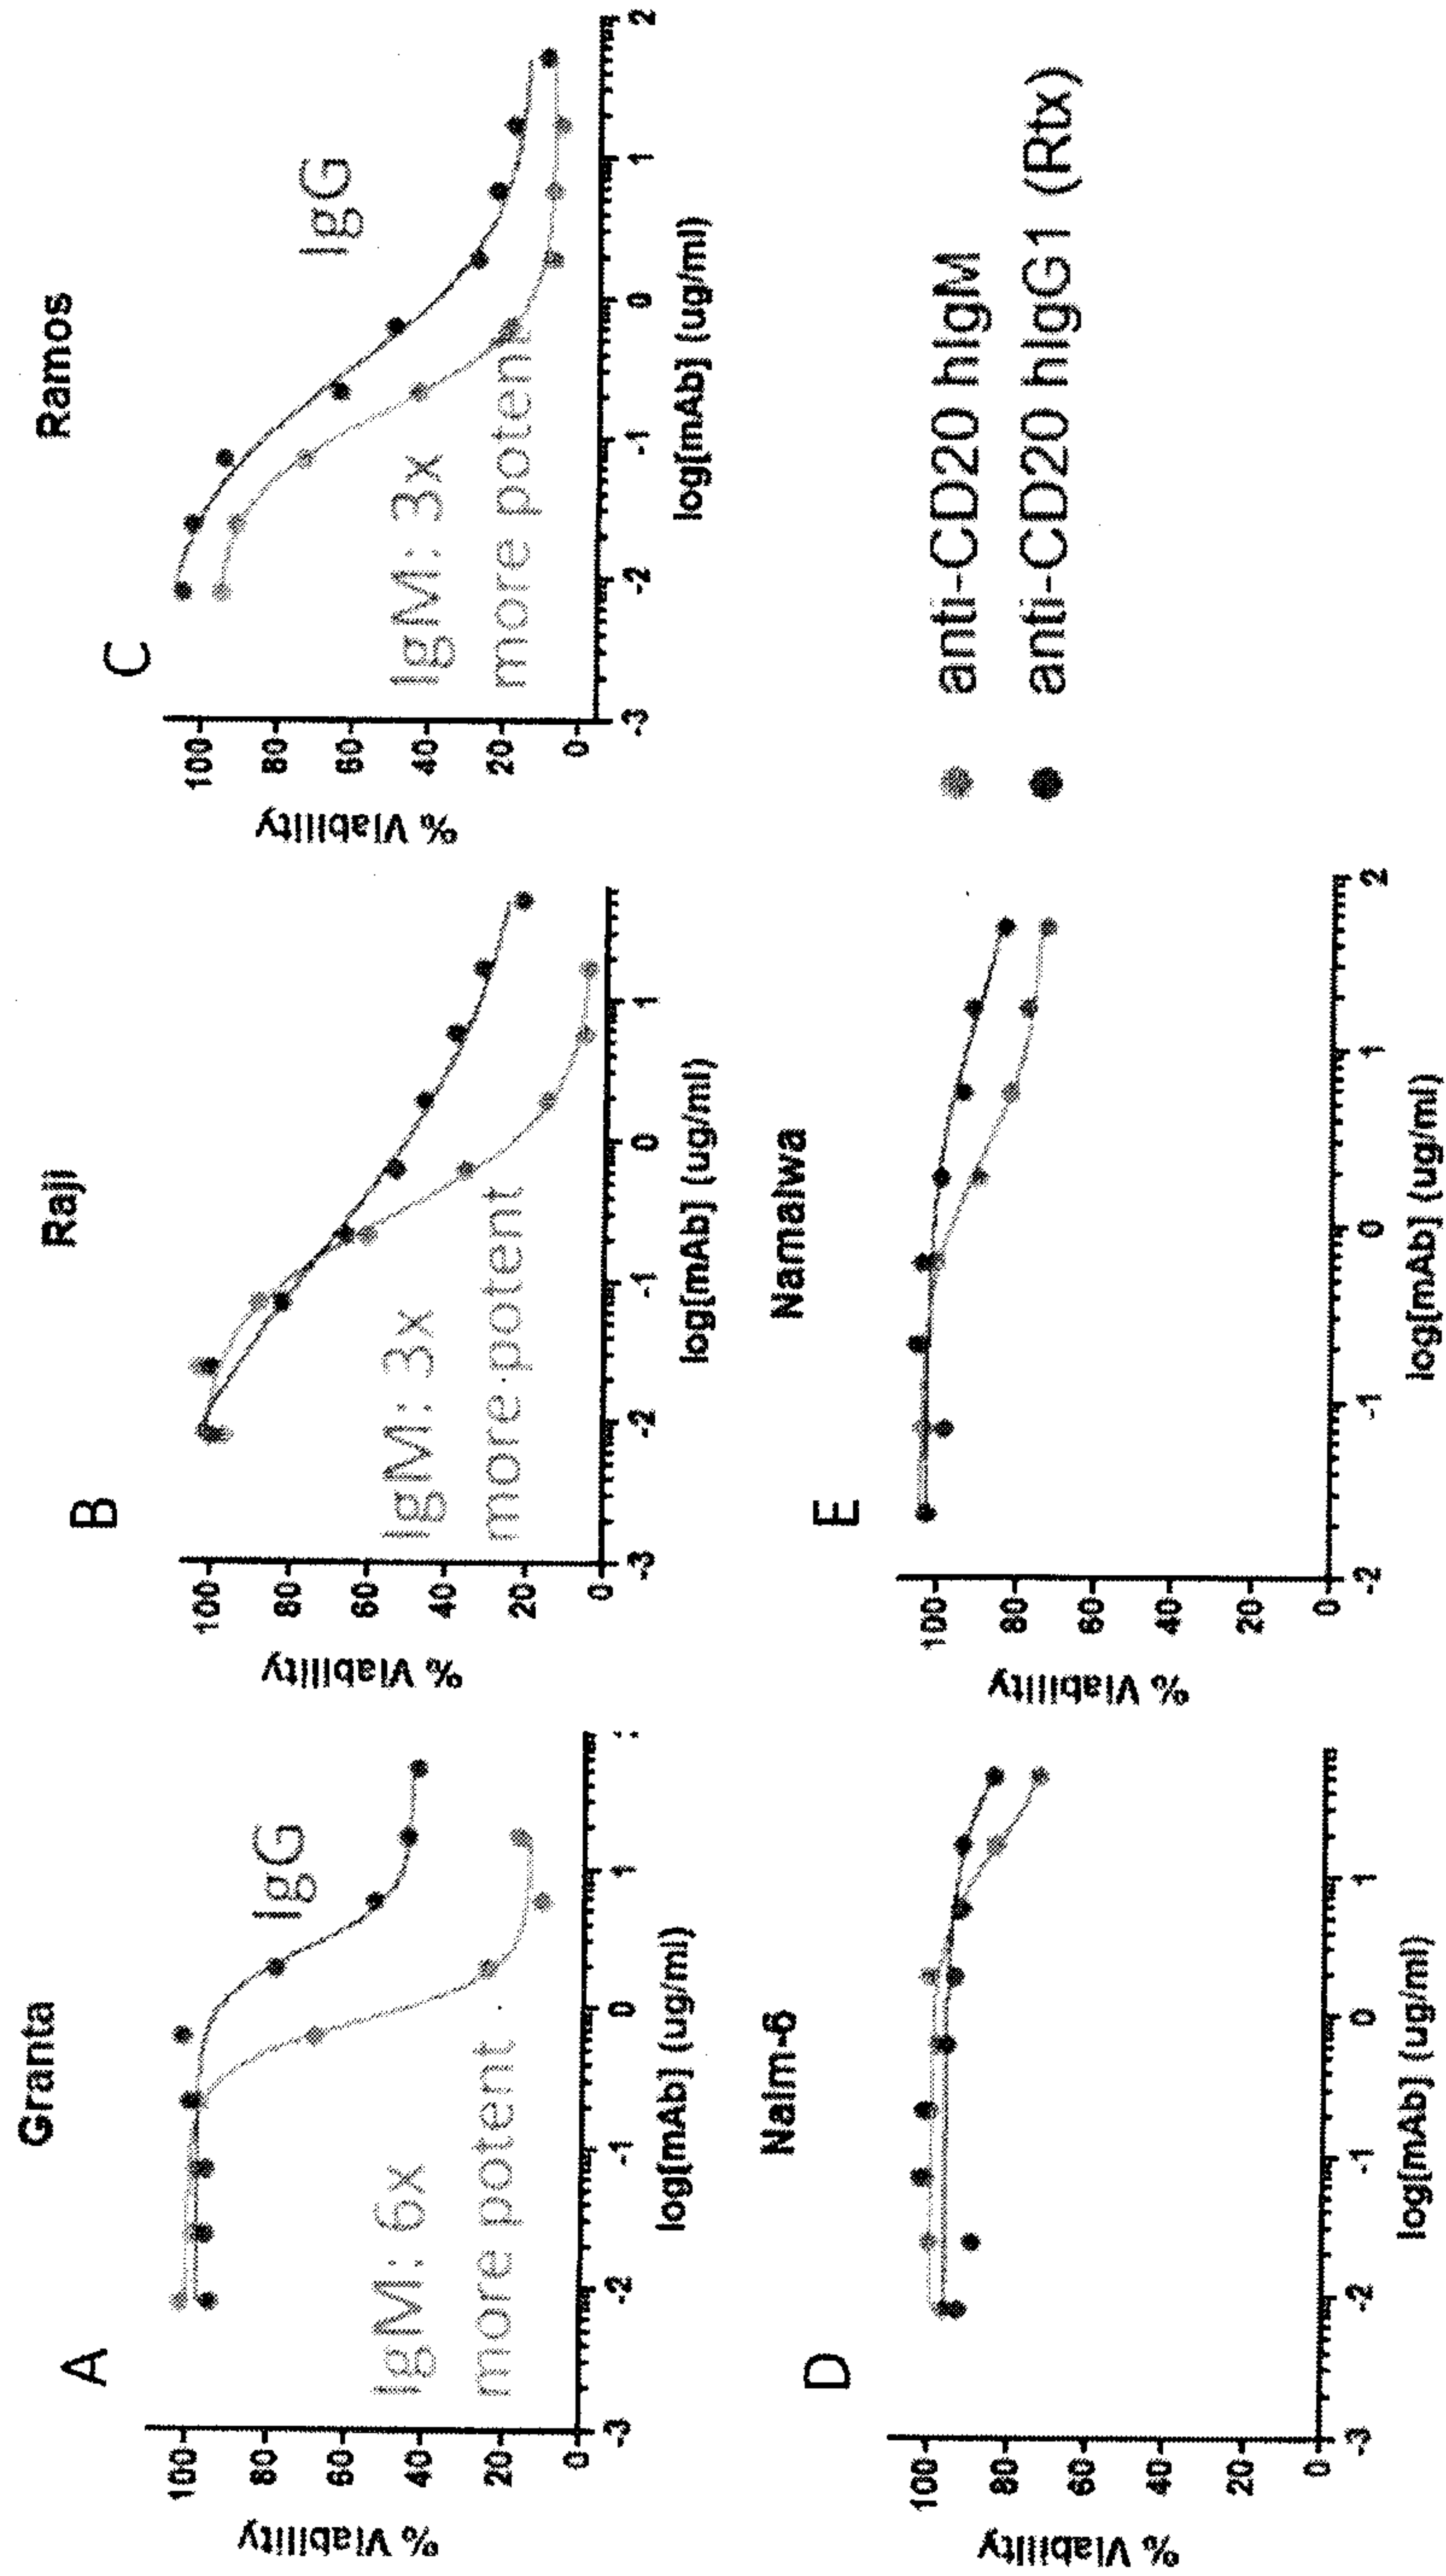 A
Granta
% Viability
100
80
60
40
20
0
IgG
IgM: 6x
more potent
-3
-2
-1
0
1
log[mAb] (ug/ml)
B
Raji
% Viability
100
80
60
40
20
0
IgM: 3x
more potent
-3
-2
-1
0
1
log[mAb] (ug/ml)
C
Ramos
% Viability
100
80
60
40
20
0
IgG
IgM: 3x
more potent
-3
-2
-1
0
1
2
log[mAb] (ug/ml)
D
Nalm-6
% Viability
100
80
60
40
20
0
-3
-2
-1
0
1
log[mAb] (ug/ml)
E
Namalwa
% Viability
100
80
60
40
20
0
-2
-1
0
1
2
log[mAb] (ug/ml)
anti-CD20 hIgM
anti-CD20 hIgG1 (Rtx)